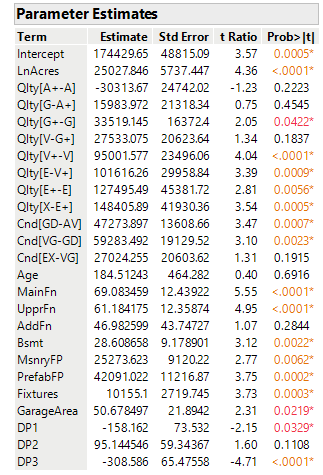 Parameter Estimates
Term Estimate Std Error t Ratio Prob>|t|
Intercept 174429.65 48815.09 3.57 0.0005*
LnAcres 25027.846 5737.447 4.36 <.0001*
Qlty[A+-A] -30313.67 24742.02 -1.23 0.2223
Qlty[G-A+] 15983.972 21318.34 0.75 0.4545
Qlty[G+-G] 33519.145 16372.4 2.05 0.0422*
Qlty[V-G+] 27533.075 20623.64 1.34 0.1837
Qlty[V+-V] 95001.577 23496.06 4.04 <.0001*
Qlty[E-V+] 101616.26 29958.84 3.39 0.0009*
Qlty[E+-E] 127495.49 45381.72 2.81 0.0056*
Qlty[X-E+] 148405.89 41930.36 3.54 0.0005*
Cnd[GD-AV] 47273.897 13608.66 3.47 0.0007*
Cnd[VG-GD] 59283.492 19129.52 3.10 0.0023*
Cnd[EX-VG] 27024.255 20603.62 1.31 0.1915
Age 184.51243 464.282 0.40 0.6916
MainFn 69.083459 12.43922 5.55 <.0001*
UpprFn 61.184175 12.35874 4.95 <.0001*
AddFn 46.982599 43.74727 1.07 0.2844
Bsmt 28.608658 9.178901 3.12 0.0022*
MsnryFP 25273.623 9120.22 2.77 0.0062*
PrefabFP 42091.022 11216.87 3.75 0.0002*
Fixtures 10155.1 2719.745 3.73 0.0003*
GarageArea 50.678497 21.8942 2.31 0.0219*
DP1 -158.162 73.532 -2.15 0.0329*
DP2 95.144546 59.34367 1.60 0.1108
DP3 -308.586 65.47558 -4.71 <.0001*